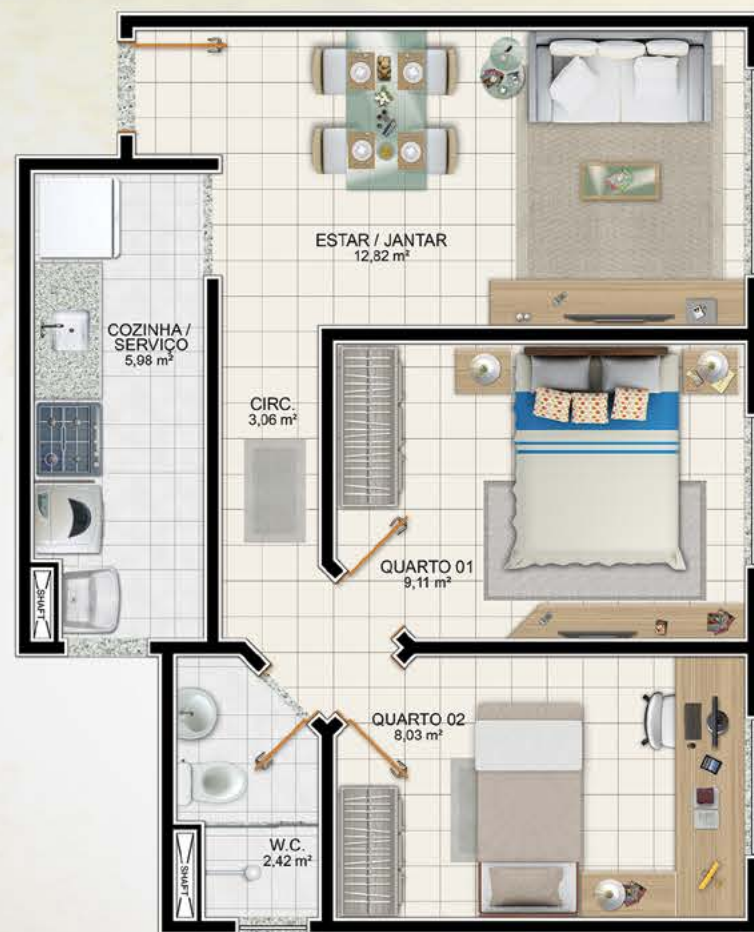 ESTAR / JANTAR
12,82 m²
COZINHA /
SERVIÇO
5,98 m²
CIRC.
3,06 m²
QUARTO 01
9,11 m²
SHAFT
QUARTO 02
8,03 m²
W.C.
2,42 m²
SHAFT